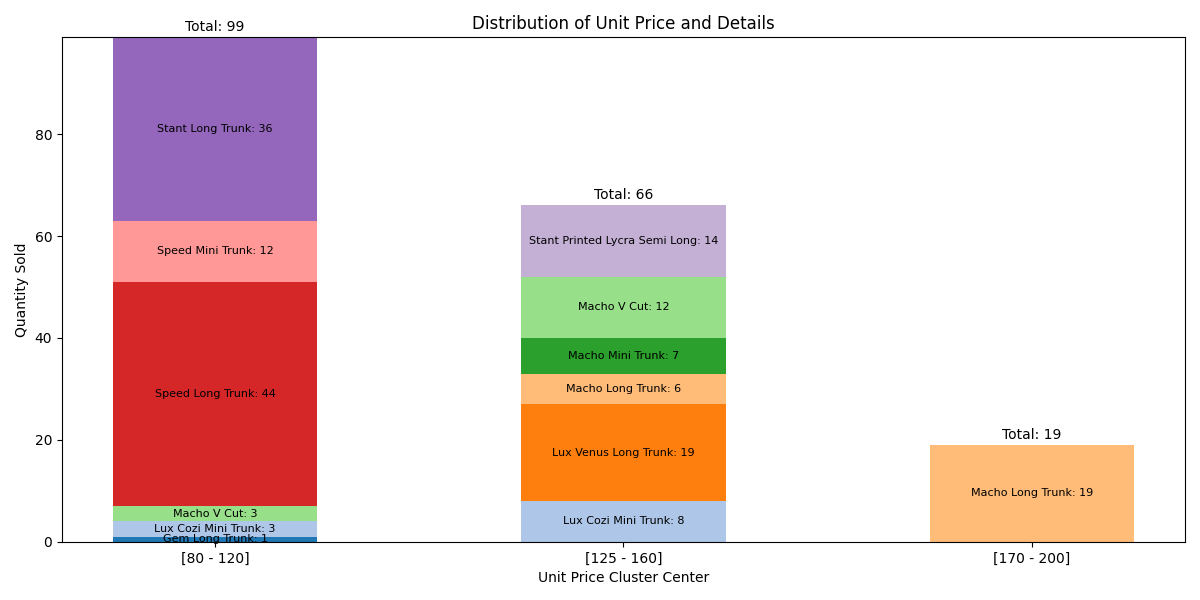 Distribution of Unit Price and Details
Total: 99
Stant Long Trunk: 36
Speed Mini Trunk: 12
Speed Long Trunk: 44
Macho V Cut: 3
Lux Cozi Mini Trunk: 3
Gem Long Trunk: 1
Total: 66
Stant Printed Lycra Semi Long: 14
Macho V Cut: 12
Macho Mini Trunk: 7
Macho Long Trunk: 6
Lux Venus Long Trunk: 19
Lux Cozi Mini Trunk: 8
Total: 19
Macho Long Trunk: 19
Quantity Sold
80
60
40
20
0
[80 - 120]
[125 - 160]
[170 - 200]
Unit Price Cluster Center